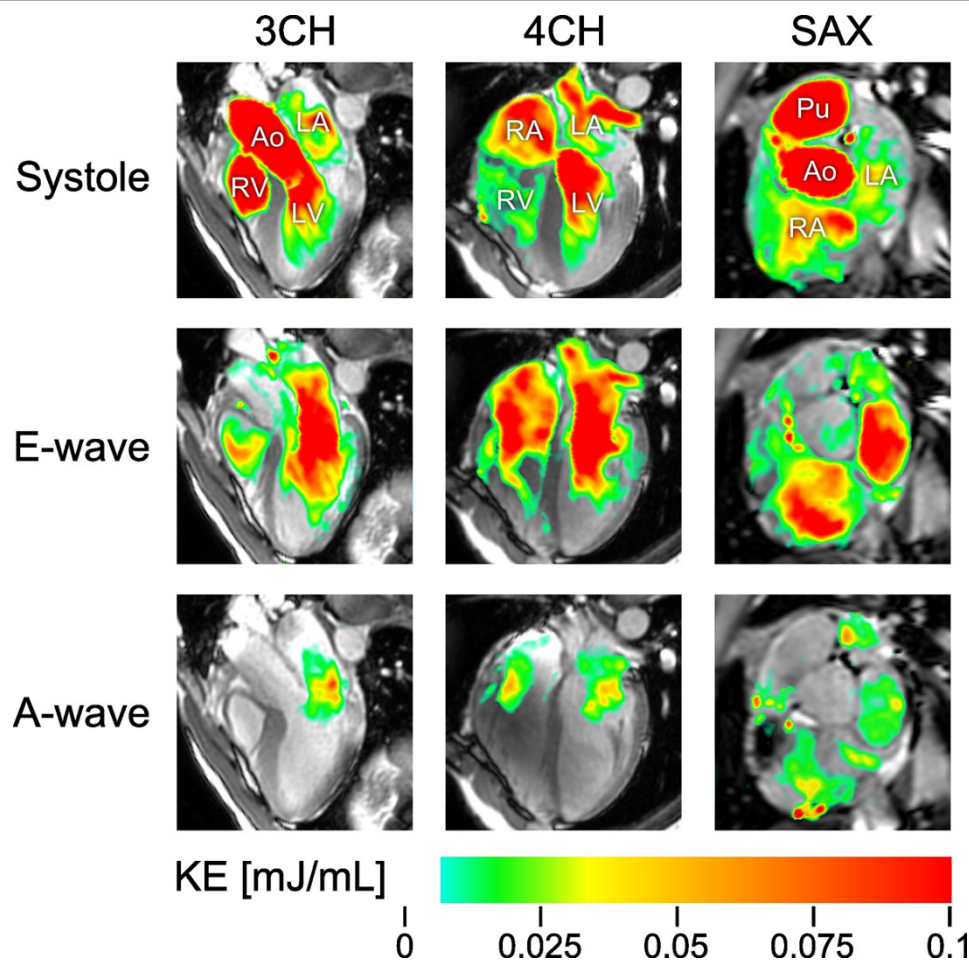 3CH 4CH SAX
Systole
Ao LA RV LV
RA LA RV LV
Pu Ao LA RA
E-wave
A-wave
KE [mJ/mL]
0 0.025 0.05 0.075 0.1